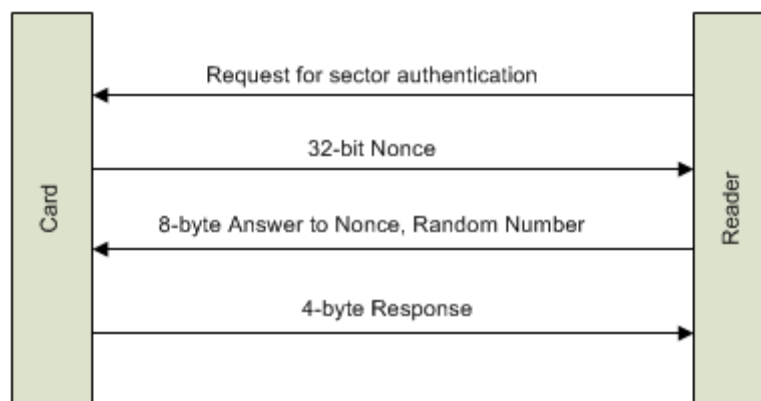 Request for sector authentication
32-bit Nonce
Card
Reader
8-byte Answer to Nonce, Random Number
4-byte Response